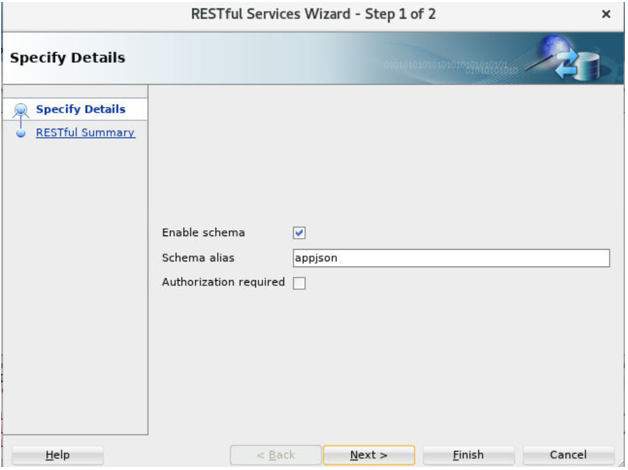 RESTful Services Wizard - Step 1 of 2
Specify Details
Specify Details
RESTful Summary
Enable schema
Schema alias appjson
Authorization required
Help < Back Next > Finish Cancel